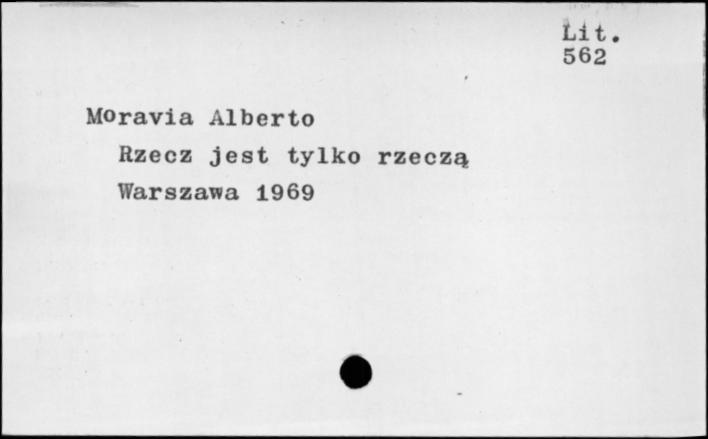 Lit.
562
Moravia Alberto
Rzecz jest tylko rzeczą
Warszawa 1969